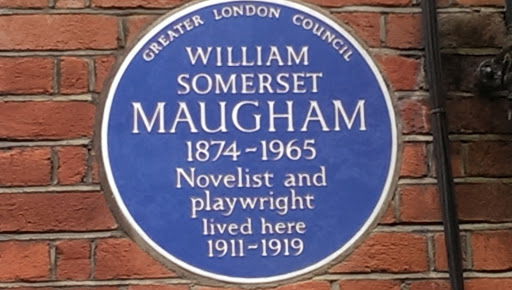 GREATER LONDON COUNCIL
WILLIAM
SOMERSET
MAUGHAM
1874~1965
Novelist and
playwright
lived here
1911~1919